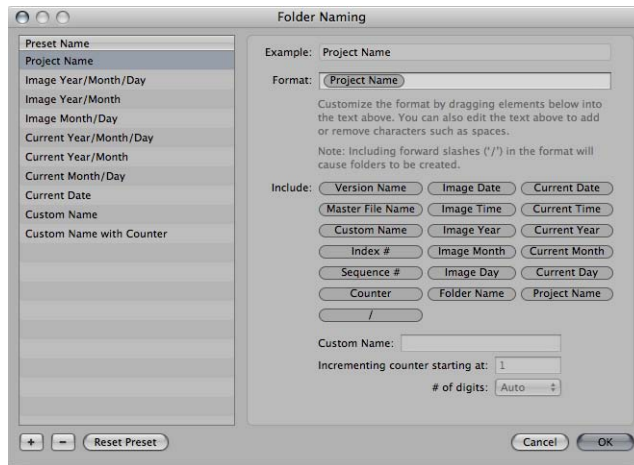 Folder Naming
Preset Name
Project Name
Image Year/Month/Day
Image Year/Month
Image Month/Day
Current Year/Month/Day
Current Year/Month
Current Month/Day
Current Date
Custom Name
Custom Name with Counter
+ − Reset Preset
Example: Project Name
Format: Project Name
Customize the format by dragging elements below into
the text above. You can also edit the text above to add
or remove characters such as spaces.
Note: Including forward slashes ('/') in the format will
cause folders to be created.
Include: Version Name Image Date Current Date
Master File Name Image Time Current Time
Custom Name Image Year Current Year
Index # Image Month Current Month
Sequence # Image Day Current Day
Counter Folder Name Project Name
/
Custom Name:
Incrementing counter starting at: 1
# of digits: Auto
Cancel OK